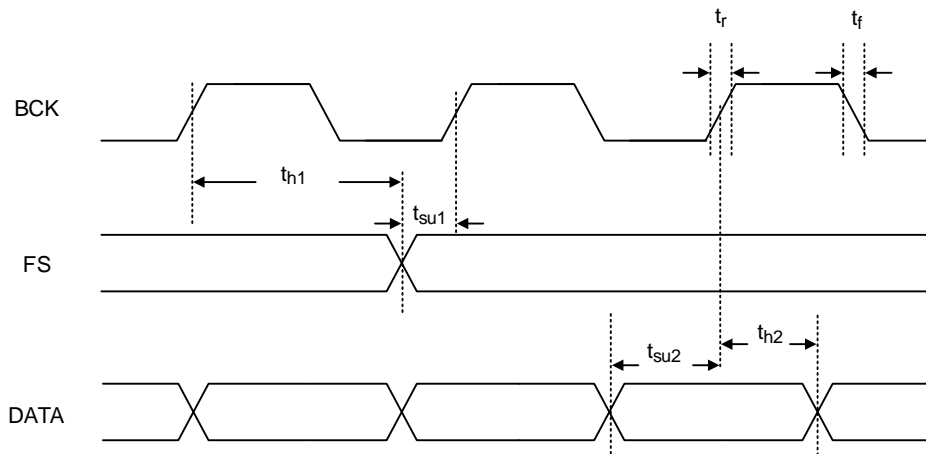 t_r
t_f
BCK
t_h1
t_su1
FS
t_su2
t_h2
DATA